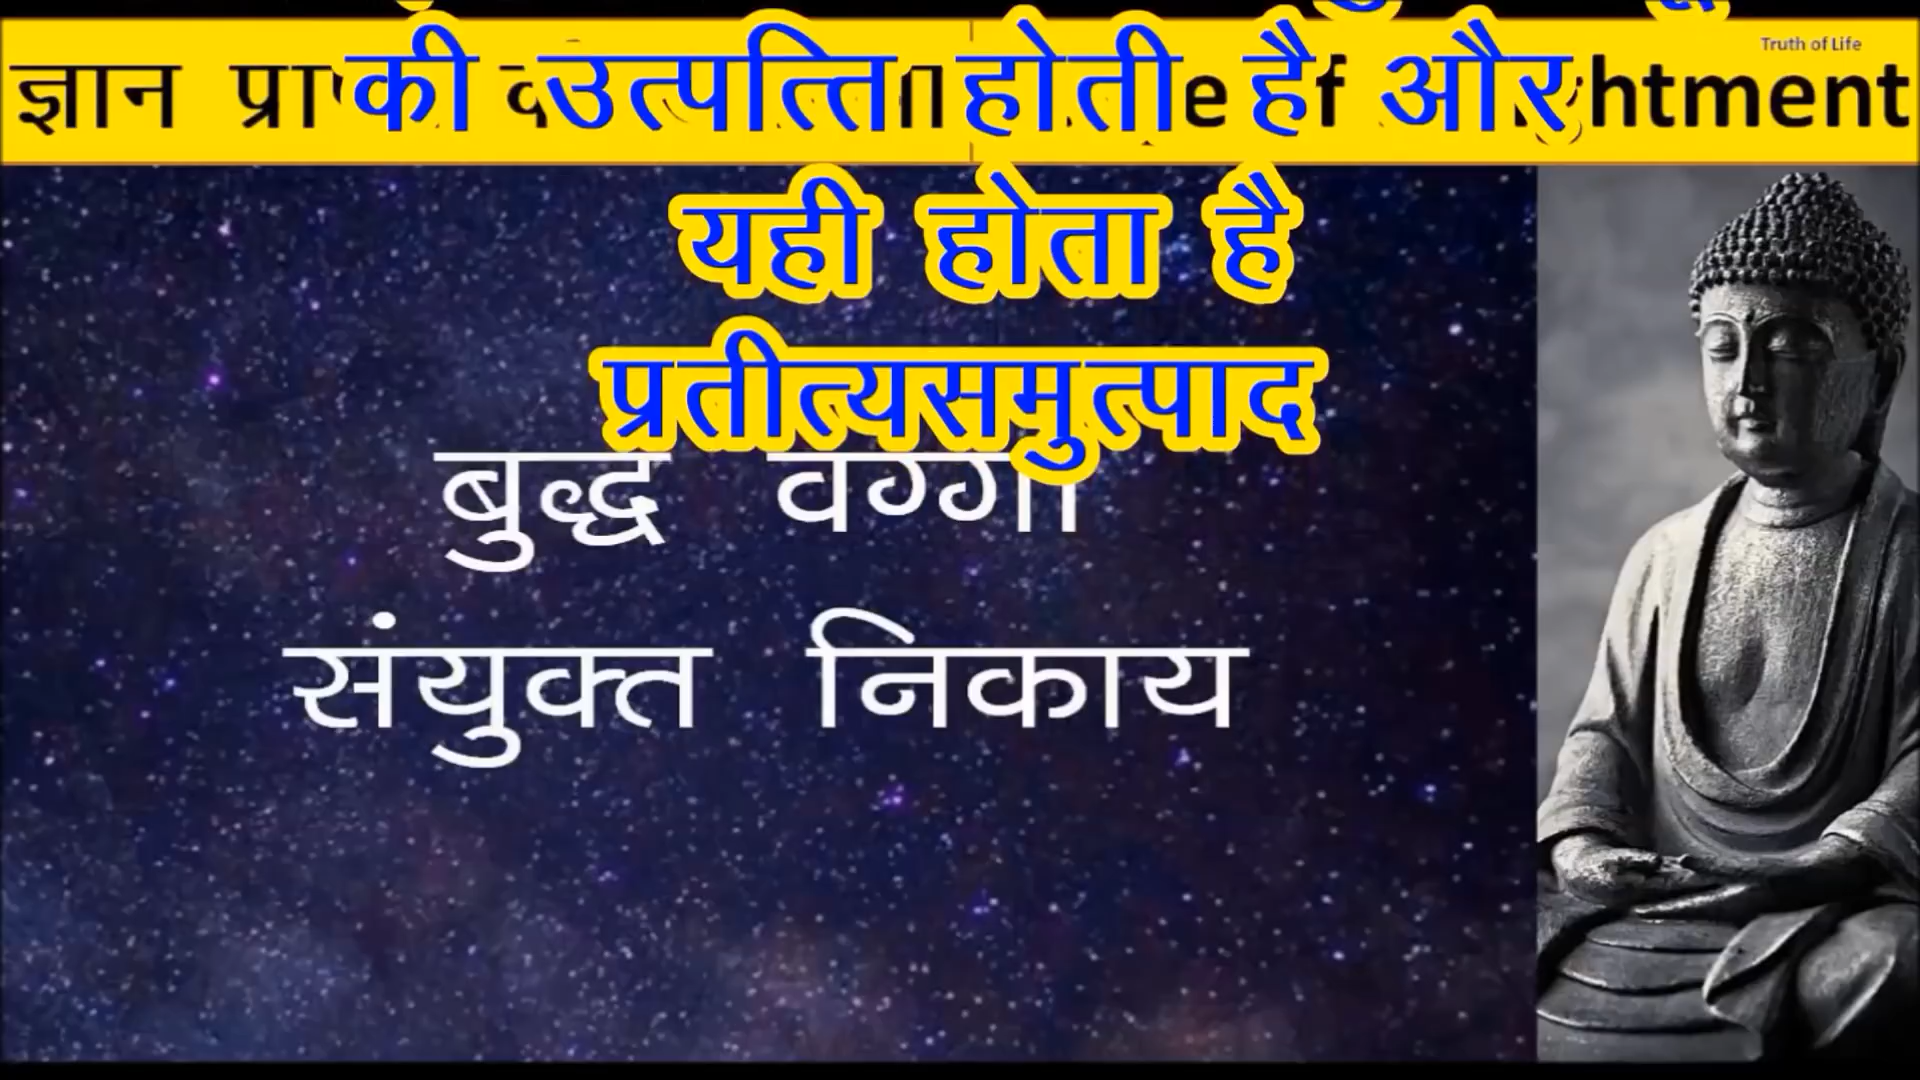 Truth of Life
ज्ञान
की उत्पत्ति होती है और
यही होता है
प्रतीत्यसमुत्पाद
बुद्ध वग्गा
संयुक्त निकाय